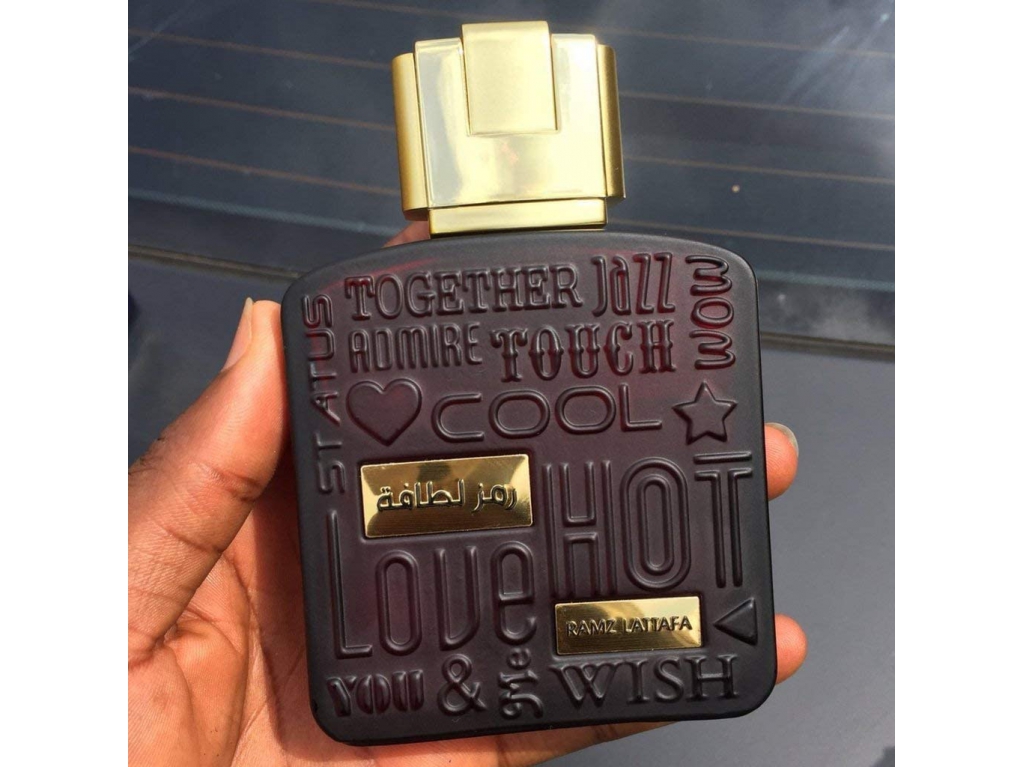 TOGETHER JAZZ
WOW
STATUS
ADMIRE TOUCH
COOL
رمز لطافة
HOT
Love
RAMZ LATTAFA
YOU & Me WISH